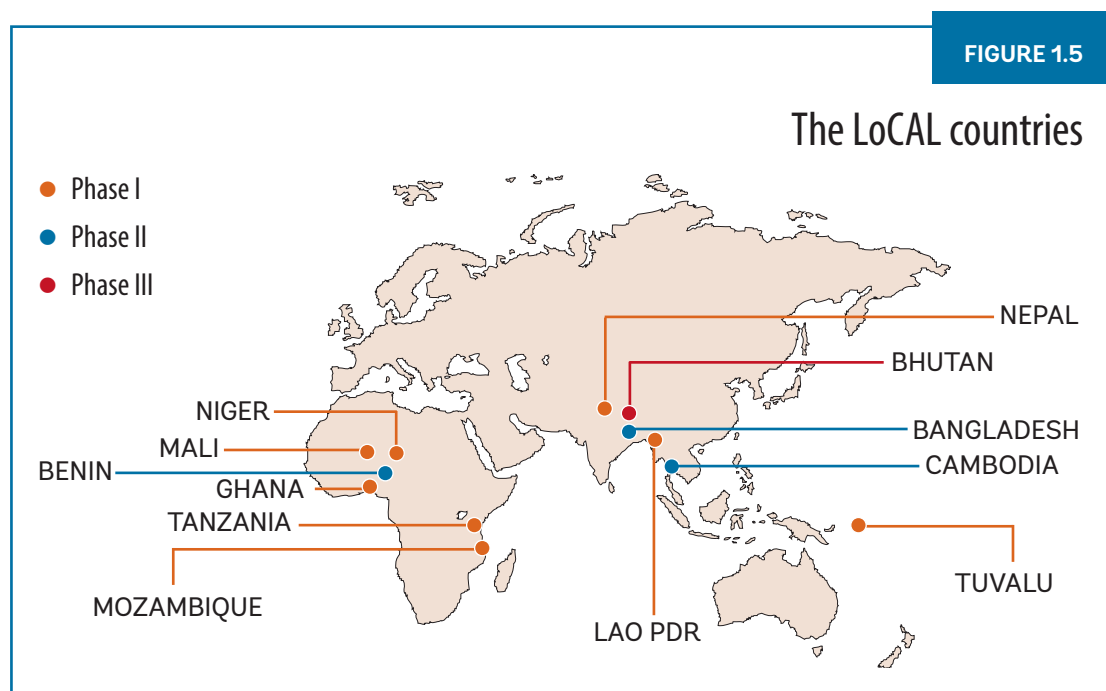 FIGURE 1.5
The LoCAL countries
Phase I
Phase II
Phase III
NEPAL
BHUTAN
BANGLADESH
CAMBODIA
NIGER
MALI
BENIN
GHANA
TANZANIA
MOZAMBIQUE
LAO PDR
TUVALU